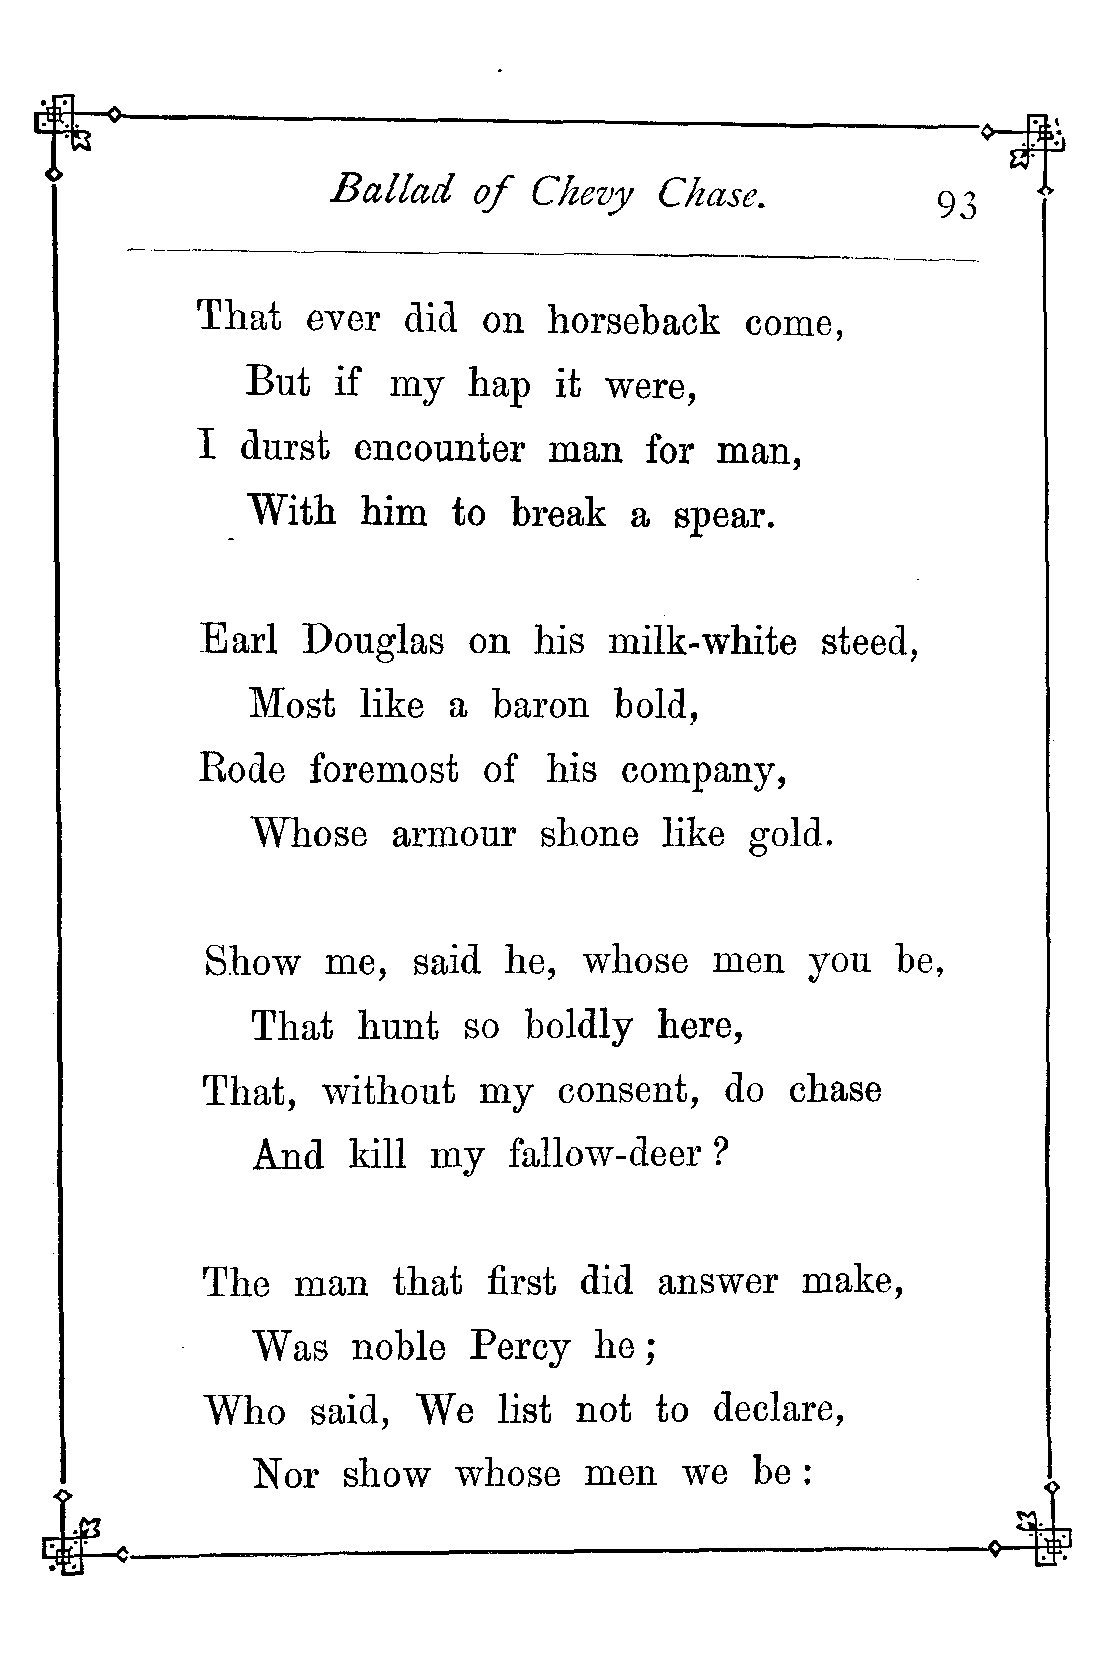 Ballad of Chevy Chase. 93
That ever did on horseback come,
But if my hap it were,
I durst encounter man for man,
With him to break a spear.
Earl Douglas on his milk-white steed,
Most like a baron bold,
Rode foremost of his company,
Whose armour shone like gold.
Show me, said he, whose men you be,
That hunt so boldly here,
That, without my consent, do chase
And kill my fallow-deer ?
The man that first did answer make,
Was noble Percy he ;
Who said, We list not to declare,
Nor show whose men we be :